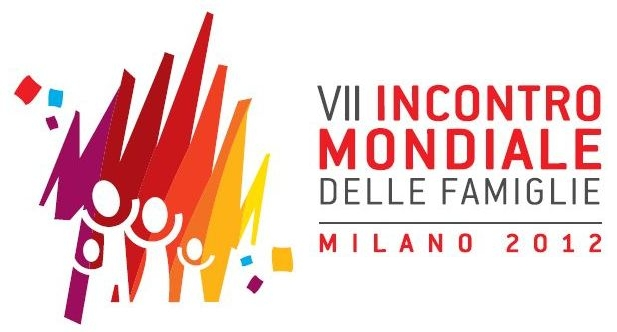 VII INCONTRO
MONDIALE
DELLE FAMIGLIE
MILANO 2012